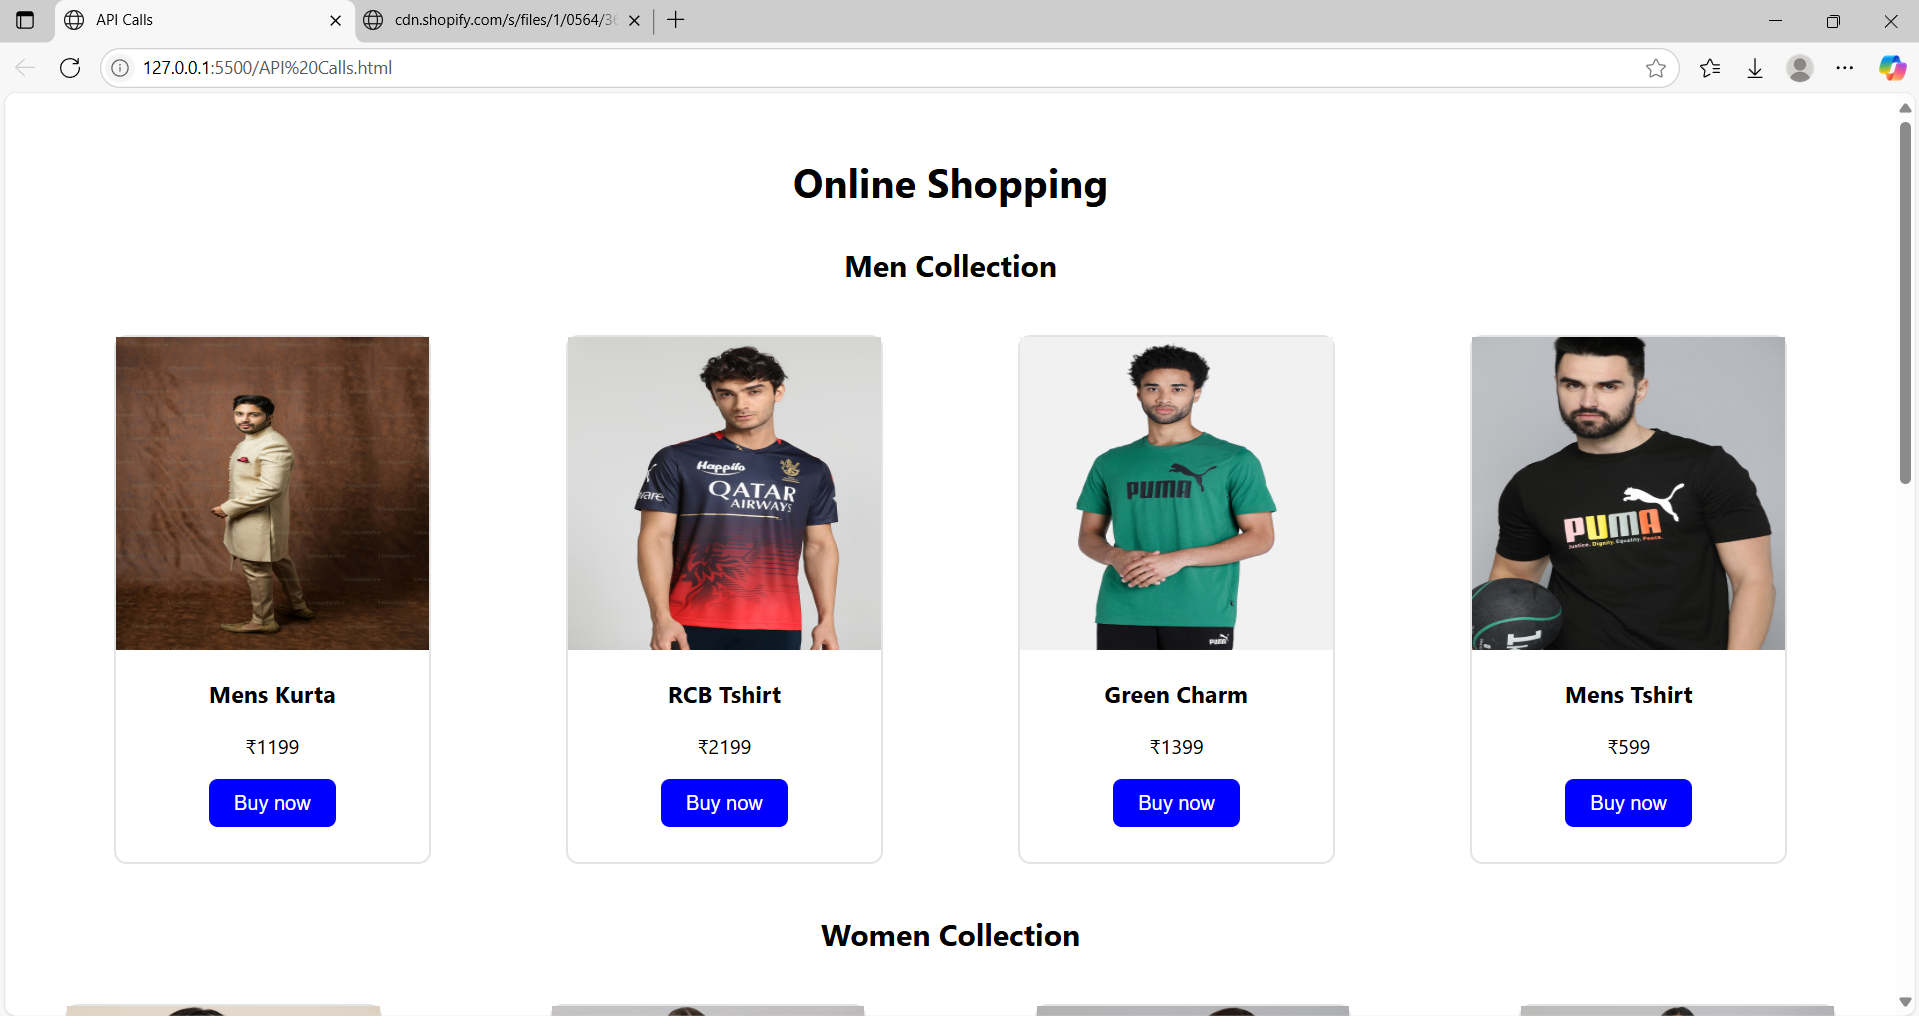 API Calls
cdn.shopify.com/s/files/1/0564/3
127.0.0.1:5500/API%20Calls.html
Online Shopping
Men Collection
Happilo
QATAR
AIRWAYS
ware
PUMA
PUMA
PUMA
Justice. Dignity. Equality. Peace.
Mens Kurta
RCB Tshirt
Green Charm
Mens Tshirt
₹1199
₹2199
₹1399
₹599
Buy now
Buy now
Buy now
Buy now
Women Collection